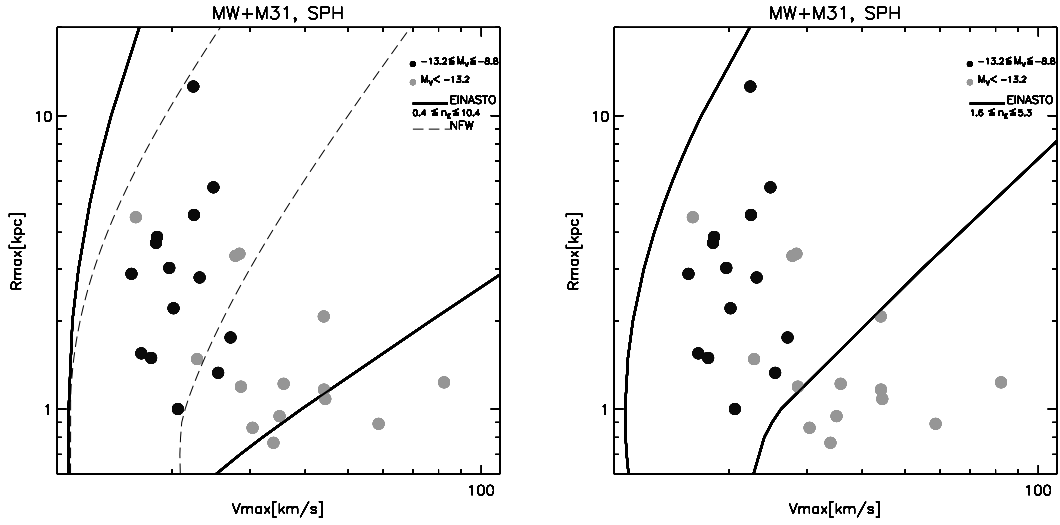 MW+M31, SPH
-13.2≦Mv≦-8.8
Mv< -13.2
EINASTO
0.4 ≦nE≦10.4
NFW
10
1
Rmax[kpc]
100
Vmax[km/s]
MW+M31, SPH
-13.2≦Mv≦-8.8
Mv< -13.2
EINASTO
1.6 ≦nE≦5.3
10
1
Rmax[kpc]
100
Vmax[km/s]